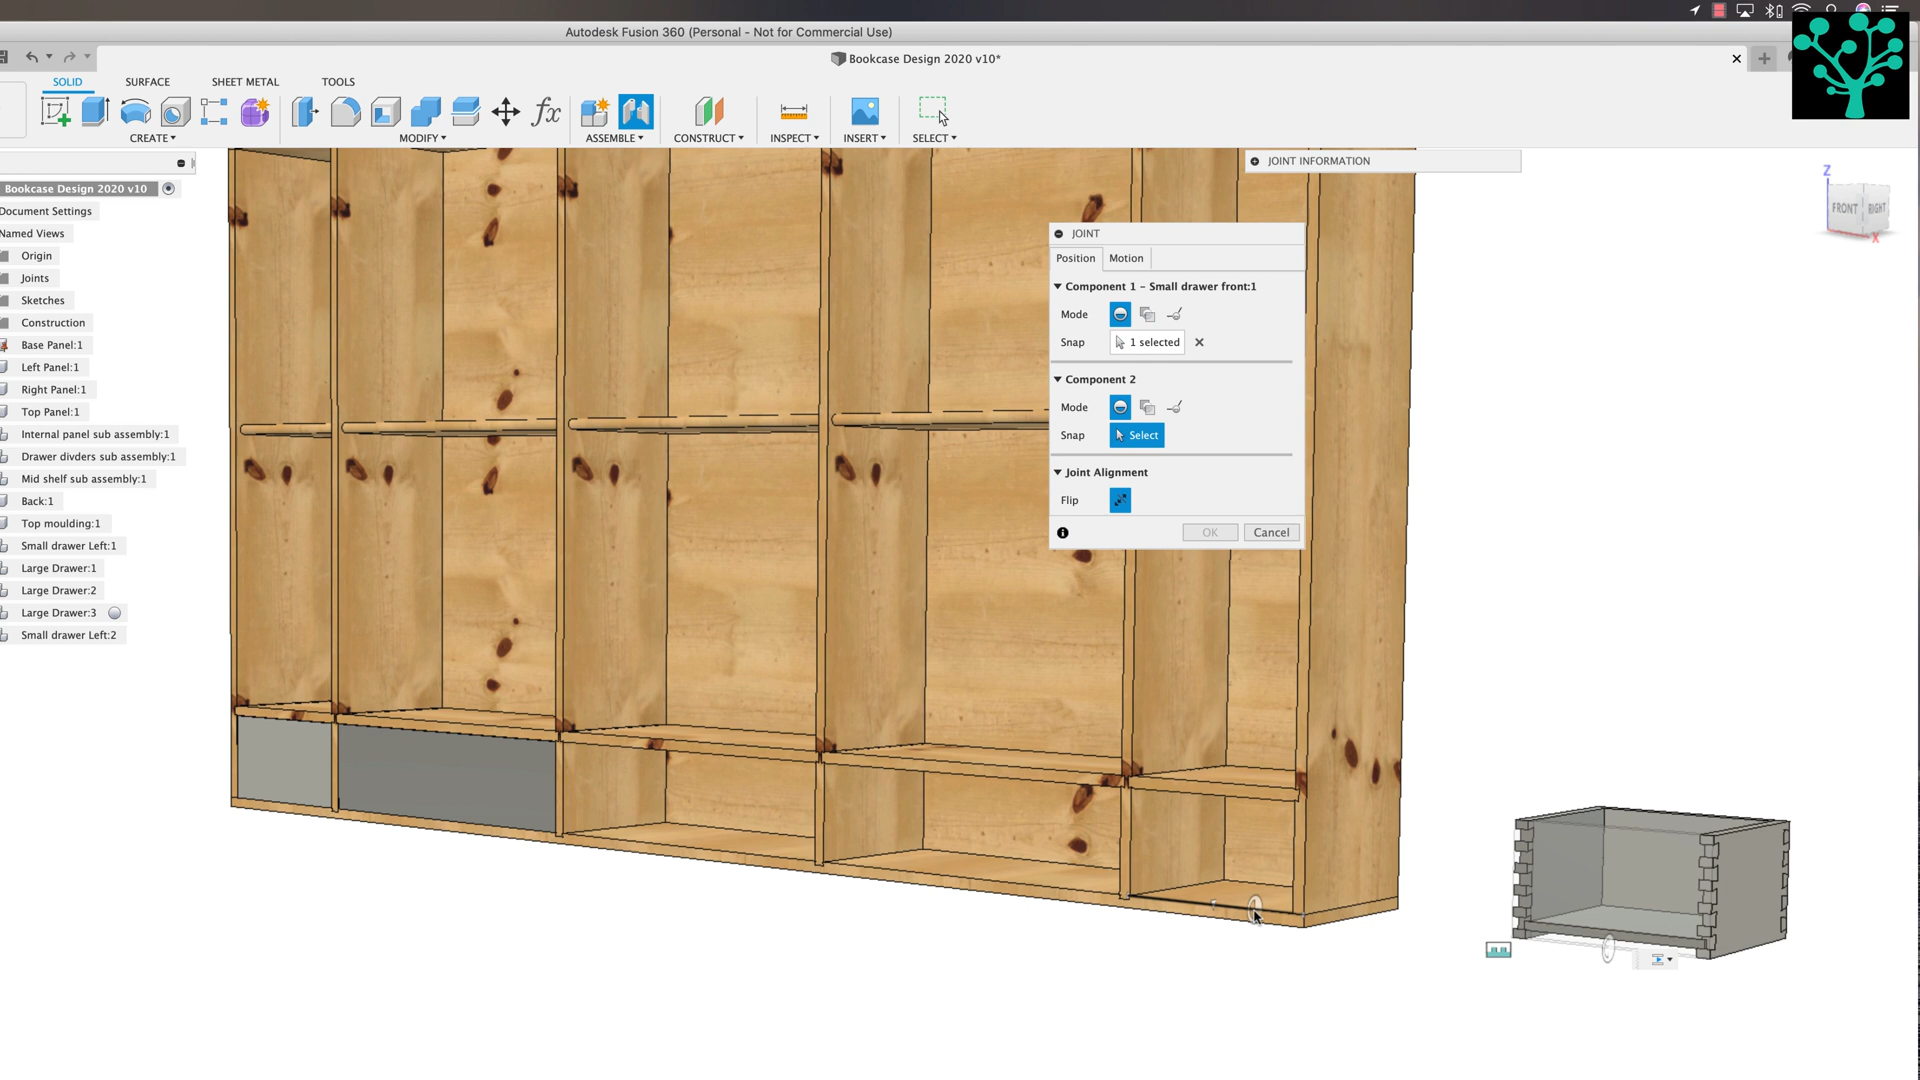 Autodesk Fusion 360 (Personal - Not for Commercial Use)
Bookcase Design 2020 v10*
SOLID
SURFACE
SHEET METAL
TOOLS
CREATE
MODIFY
ASSEMBLE
CONSTRUCT
INSPECT
INSERT
SELECT
JOINT INFORMATION
Z
FRONT
RIGHT
X
Bookcase Design 2020 v10
Document Settings
Named Views
Origin
Joints
Sketches
Construction
Base Panel:1
Left Panel:1
Right Panel:1
Top Panel:1
Internal panel sub assembly:1
Drawer divders sub assembly:1
Mid shelf sub assembly:1
Back:1
Top moulding:1
Small drawer Left:1
Large Drawer:1
Large Drawer:2
Large Drawer:3
Small drawer Left:2
JOINT
Position
Motion
Component 1 - Small drawer front:1
Mode
Snap
1 selected
Component 2
Mode
Snap
Select
Joint Alignment
Flip
OK
Cancel